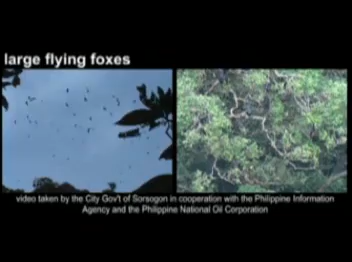 large flying foxes
video taken by the City Gov't of Sorsogon in cooperation with the Philippine Information
Agency and the Philippine National Oil Corporation